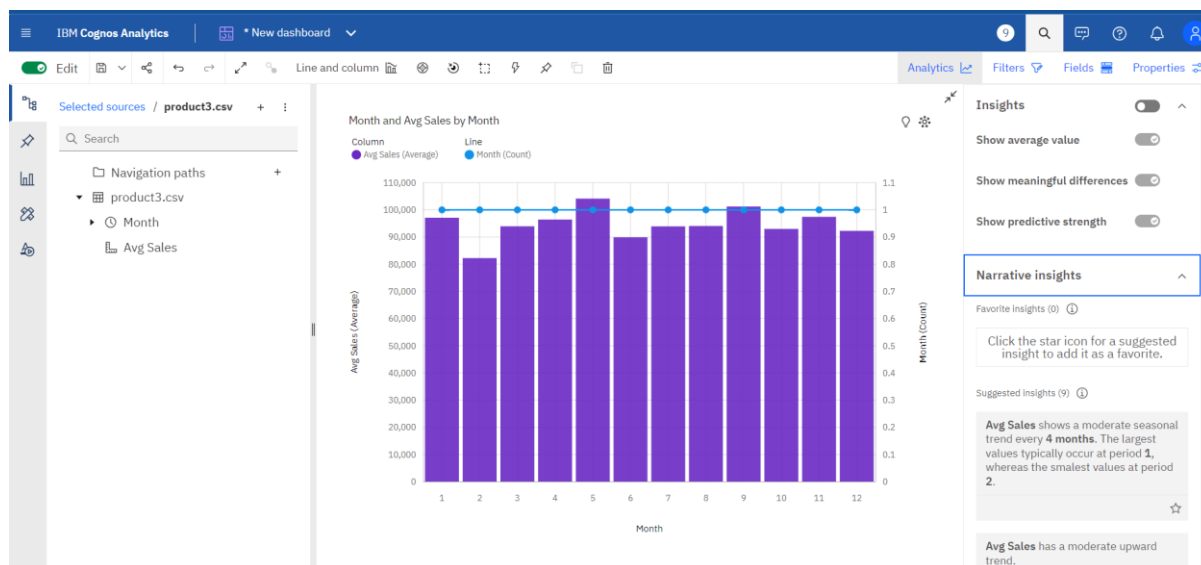 IBM Cognos Analytics
* New dashboard
9
Edit
Line and column
Analytics
Filters
Fields
Properties
Selected sources / product3.csv
Search
Navigation paths
product3.csv
Month
Avg Sales
Month and Avg Sales by Month
Column
Line
Avg Sales (Average)
Month (Count)
110,000
100,000
90,000
80,000
70,000
60,000
50,000
40,000
30,000
20,000
10,000
0
Avg Sales (Average)
1.1
1
0.9
0.8
0.7
0.6
0.5
0.4
0.3
0.2
0.1
0
Month (Count)
1 2 3 4 5 6 7 8 9 10 11 12
Month
Insights
Show average value
Show meaningful differences
Show predictive strength
Narrative insights
Favorite insights (0)
Click the star icon for a suggested
insight to add it as a favorite.
Suggested insights (9)
Avg Sales shows a moderate seasonal
trend every 4 months. The largest
values typically occur at period 1,
whereas the smalest values at period
2.
Avg Sales has a moderate upward
trend.